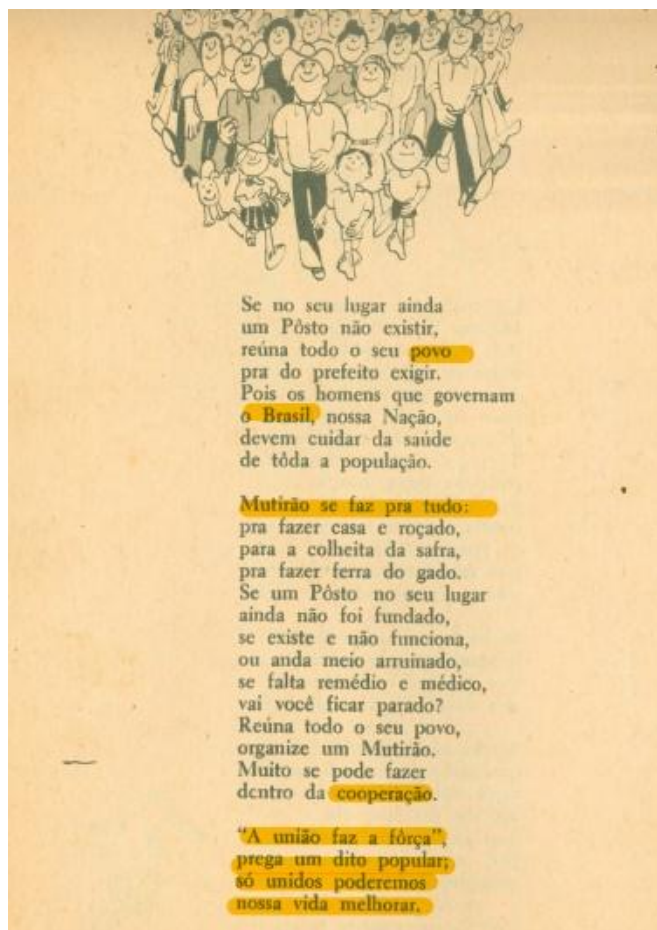 Se no seu lugar ainda
um Pôsto não existir,
reúna todo o seu povo
pra do prefeito exigir.
Pois os homens que governam
o Brasil, nossa Nação,
devem cuidar da saúde
de tôda a população.
Mutirão se faz pra tudo:
pra fazer casa e roçado,
para a colheita da safra,
pra fazer ferra do gado.
Se um Pôsto no seu lugar
ainda não foi fundado,
se existe e não funciona,
ou anda meio arruinado,
se falta remédio e médico,
vai você ficar parado?
Reúna todo o seu povo,
organize um Mutirão.
Muito se pode fazer
dentro da cooperação.
"A união faz a fôrça",
prega um dito popular;
só unidos poderemos
nossa vida melhorar.